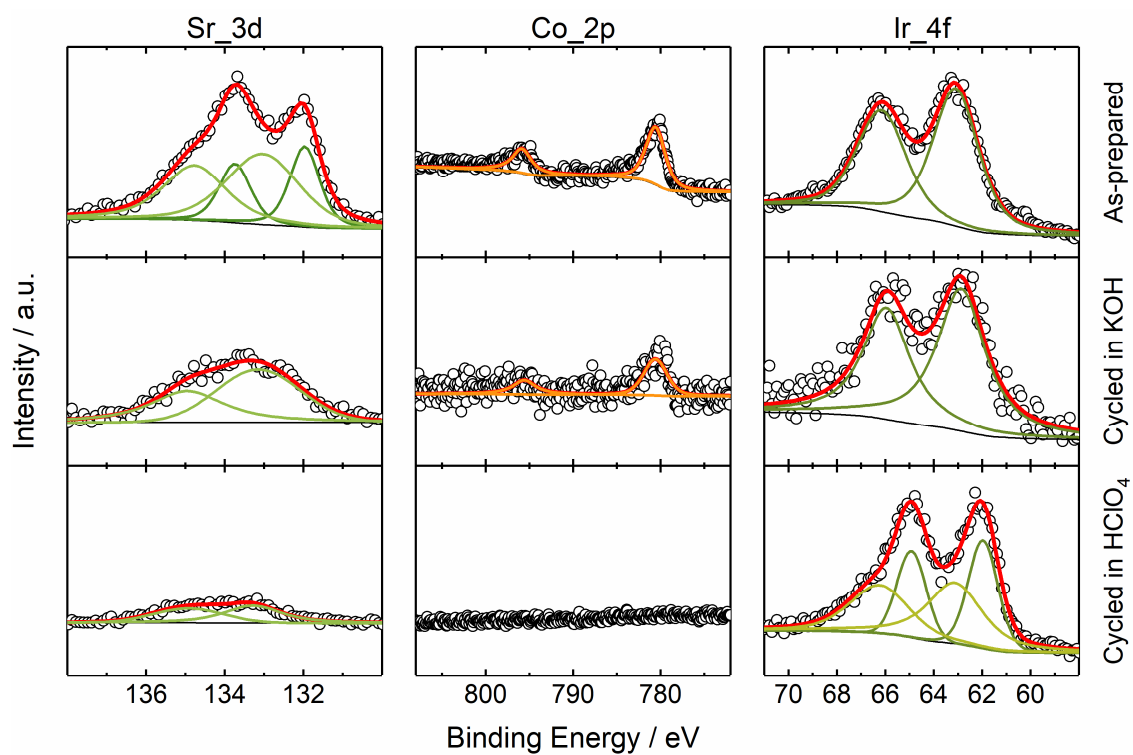 Sr_3d
Co_2p
Ir_4f
Intensity / a.u.
As-prepared
Cycled in KOH
Cycled in HClO₄
136 134 132
800 790 780
70 68 66 64 62 60
Binding Energy / eV